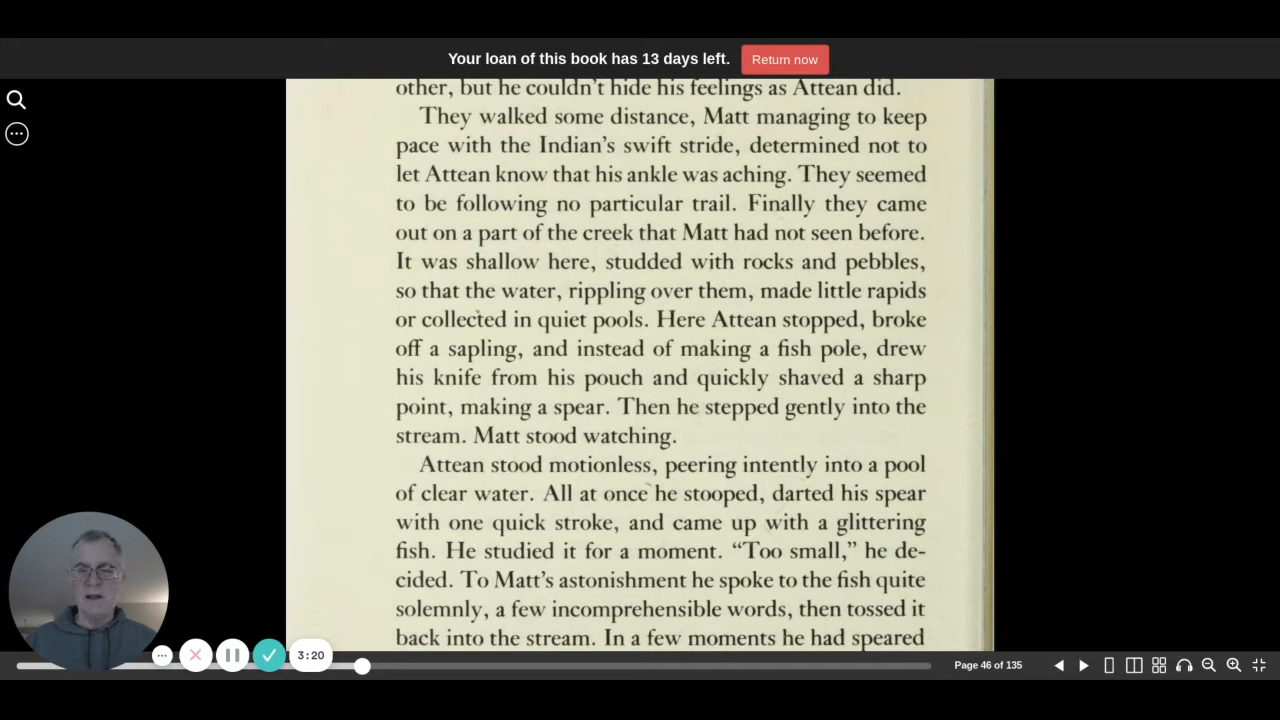 Your loan of this book has 13 days left. Return now
other, but he couldn't hide his feelings as Attean did.
They walked some distance, Matt managing to keep
pace with the Indian's swift stride, determined not to
let Attean know that his ankle was aching. They seemed
to be following no particular trail. Finally they came
out on a part of the creek that Matt had not seen before.
It was shallow here, studded with rocks and pebbles,
so that the water, rippling over them, made little rapids
or collected in quiet pools. Here Attean stopped, broke
off a sapling, and instead of making a fish pole, drew
his knife from his pouch and quickly shaved a sharp
point, making a spear. Then he stepped gently into the
stream. Matt stood watching.
Attean stood motionless, peering intently into a pool
of clear water. All at once he stooped, darted his spear
with one quick stroke, and came up with a glittering
fish. He studied it for a moment. “Too small,” he de-
cided. To Matt's astonishment he spoke to the fish quite
solemnly, a few incomprehensible words, then tossed it
back into the stream. In a few moments he had speared
3:20
Page 46 of 135